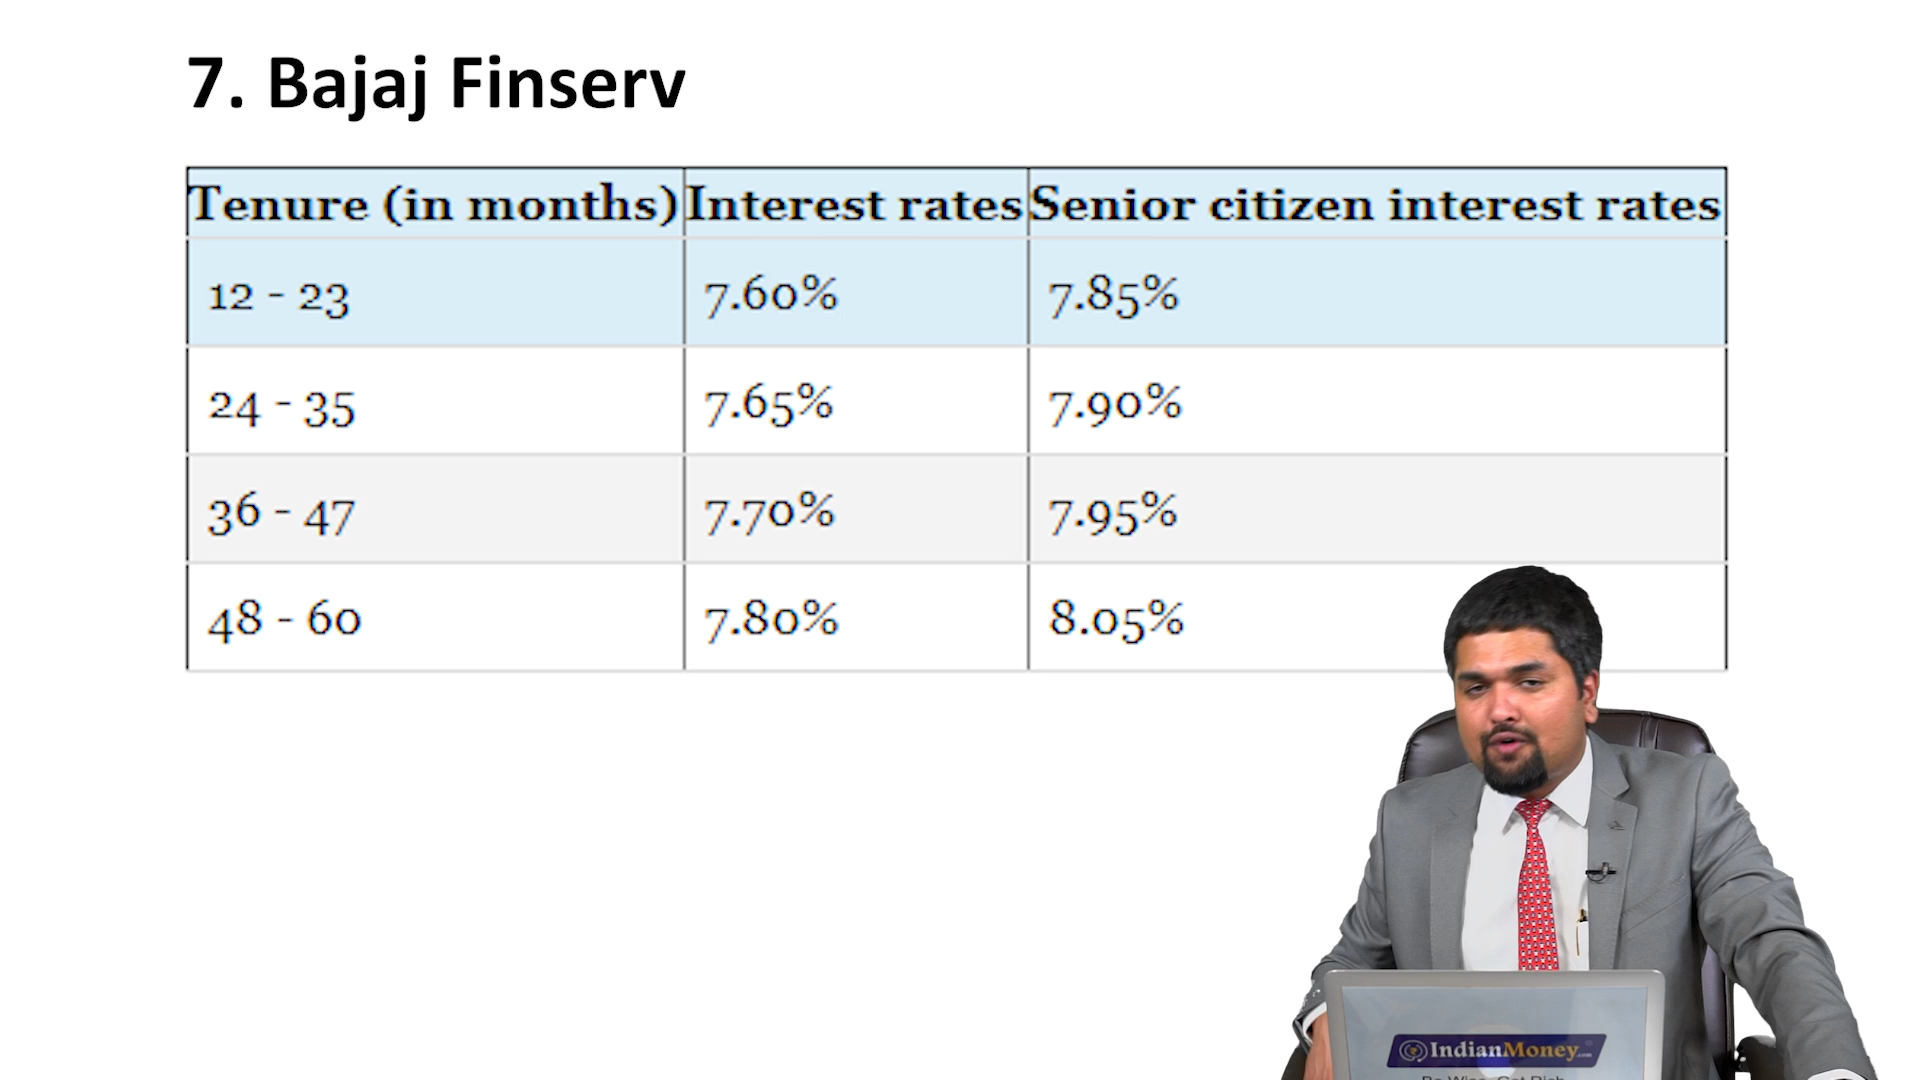 7. Bajaj Finserv
Tenure (in months) Interest rates Senior citizen interest rates
12 - 23 7.60% 7.85%
24 - 35 7.65% 7.90%
36 - 47 7.70% 7.95%
48 - 60 7.80% 8.05%
IndianMoney.com